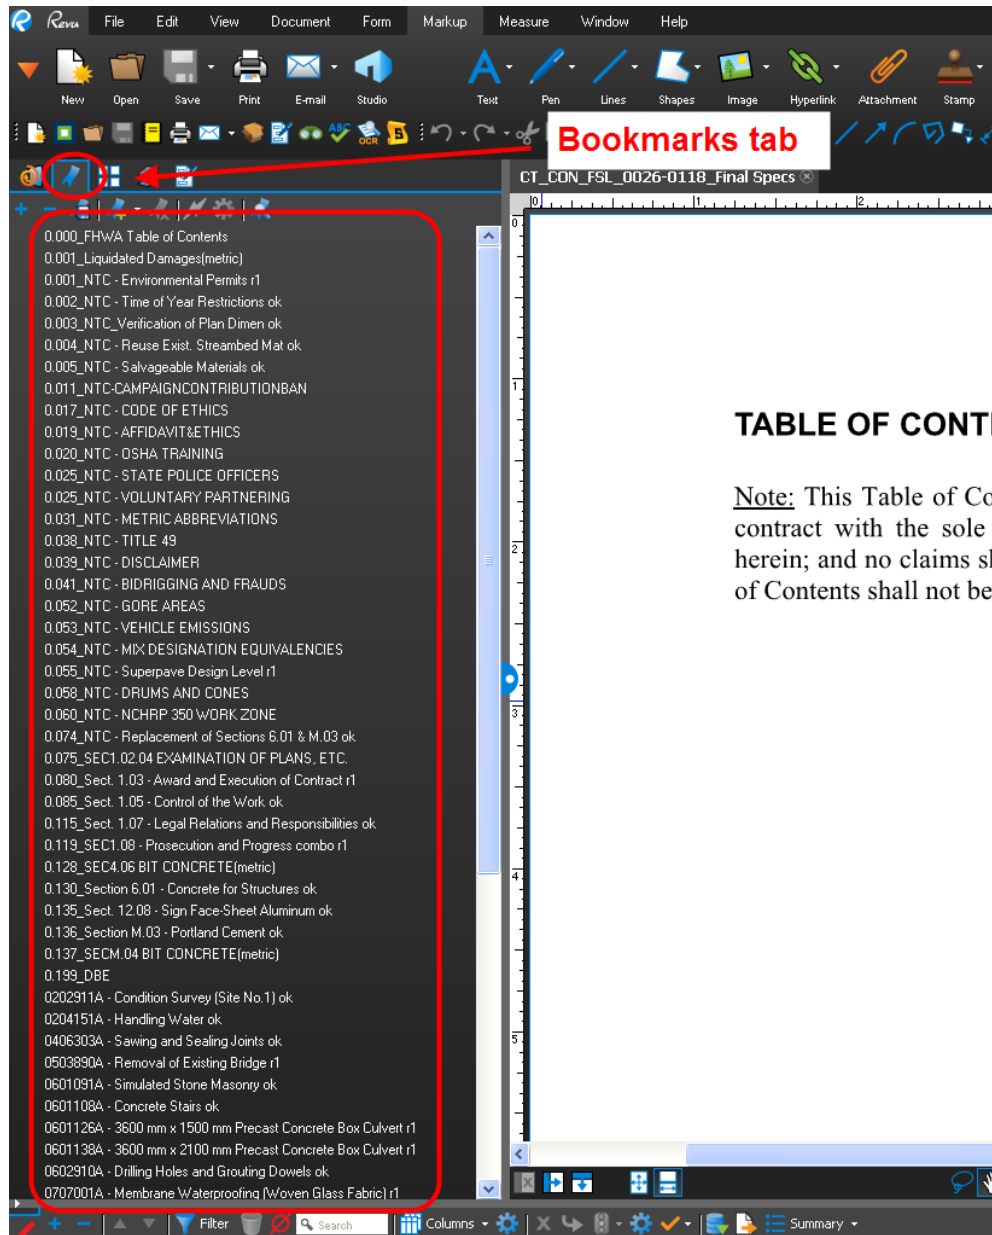 Revu File Edit View Document Form Markup Measure Window Help
New Open Save Print E-mail Studio Text Pen Lines Shapes Image Hyperlink Attachment Stamp
OCR
Bookmarks tab
CT_CON_FSL_0026-0118_Final Specs
0 1 2
0
0.000_FHWA Table of Contents
0.001_Liquidated Damages(metric)
0.001_NTC - Environmental Permits r1
0.002_NTC - Time of Year Restrictions ok
0.003_NTC_Verification of Plan Dimen ok
0.004_NTC - Reuse Exist. Streambed Mat ok
0.005_NTC - Salvageable Materials ok
0.011_NTC-CAMPAIGNCONTRIBUTIONBAN
0.017_NTC - CODE OF ETHICS
0.019_NTC - AFFIDAVIT&ETHICS
0.020_NTC - OSHA TRAINING
0.025_NTC - STATE POLICE OFFICERS
0.025_NTC - VOLUNTARY PARTNERING
0.031_NTC - METRIC ABBREVIATIONS
0.038_NTC - TITLE 49
0.039_NTC - DISCLAIMER
0.041_NTC - BIDRIGGING AND FRAUDS
0.052_NTC - GORE AREAS
0.053_NTC - VEHICLE EMISSIONS
0.054_NTC - MIX DESIGNATION EQUIVALENCIES
0.055_NTC - Superpave Design Level r1
0.058_NTC - DRUMS AND CONES
0.060_NTC - NCHRP 350 WORK ZONE
0.074_NTC - Replacement of Sections 6.01 & M.03 ok
0.075_SEC1.02.04 EXAMINATION OF PLANS, ETC.
0.080_Sect. 1.03 - Award and Execution of Contract r1
0.085_Sect. 1.05 - Control of the Work ok
0.115_Sect. 1.07 - Legal Relations and Responsibilities ok
0.119_SEC1.08 - Prosecution and Progress combo r1
0.128_SEC4.06 BIT CONCRETE(metric)
0.130_Section 6.01 - Concrete for Structures ok
0.135_Sect. 12.08 - Sign Face-Sheet Aluminum ok
0.136_Section M.03 - Portland Cement ok
0.137_SECM.04 BIT CONCRETE(metric)
0.199_DBE
0202911A - Condition Survey (Site No.1) ok
0204151A - Handling Water ok
0406303A - Sawing and Sealing Joints ok
0503890A - Removal of Existing Bridge r1
0601091A - Simulated Stone Masonry ok
0601108A - Concrete Stairs ok
0601126A - 3600 mm x 1500 mm Precast Concrete Box Culvert r1
0601138A - 3600 mm x 2100 mm Precast Concrete Box Culvert r1
0602910A - Drilling Holes and Grouting Dowels ok
0707001A - Membrane Waterproofing (Woven Glass Fabric) r1
1
2
3
4
5
TABLE OF CONT
Note: This Table of Co
contract with the sole
herein; and no claims sh
of Contents shall not be
Filter Search Columns Summary